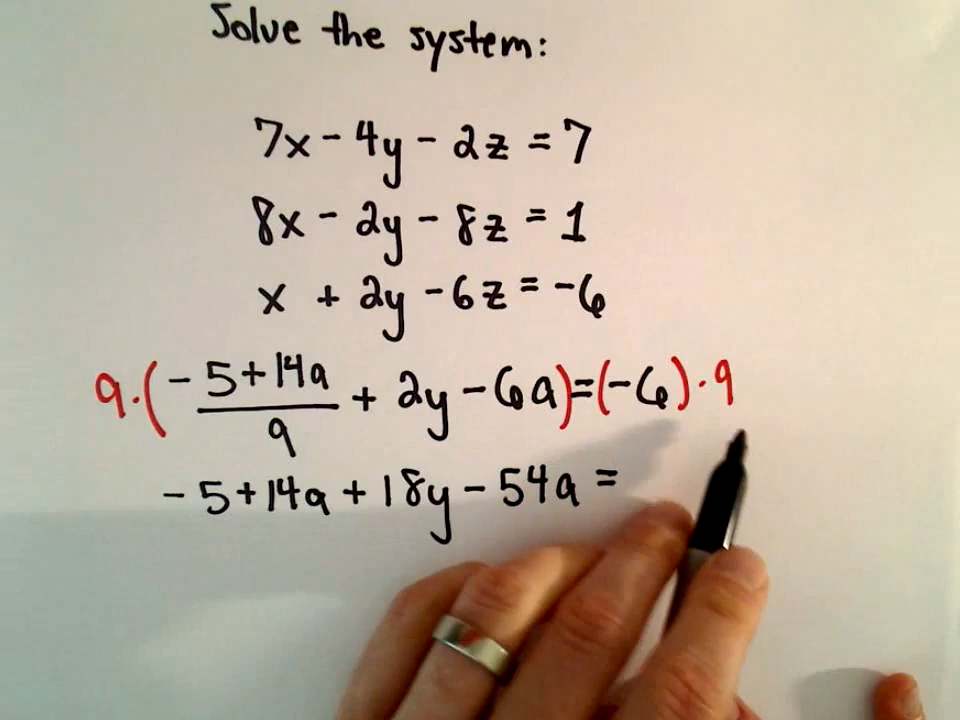 Solve the system:
7x - 4y - 2z = 7
8x - 2y - 8z = 1
x + 2y - 6z = -6
9·(-5+14a/9 + 2y - 6a)=(-6)·9
-5+14a + 18y - 54a =